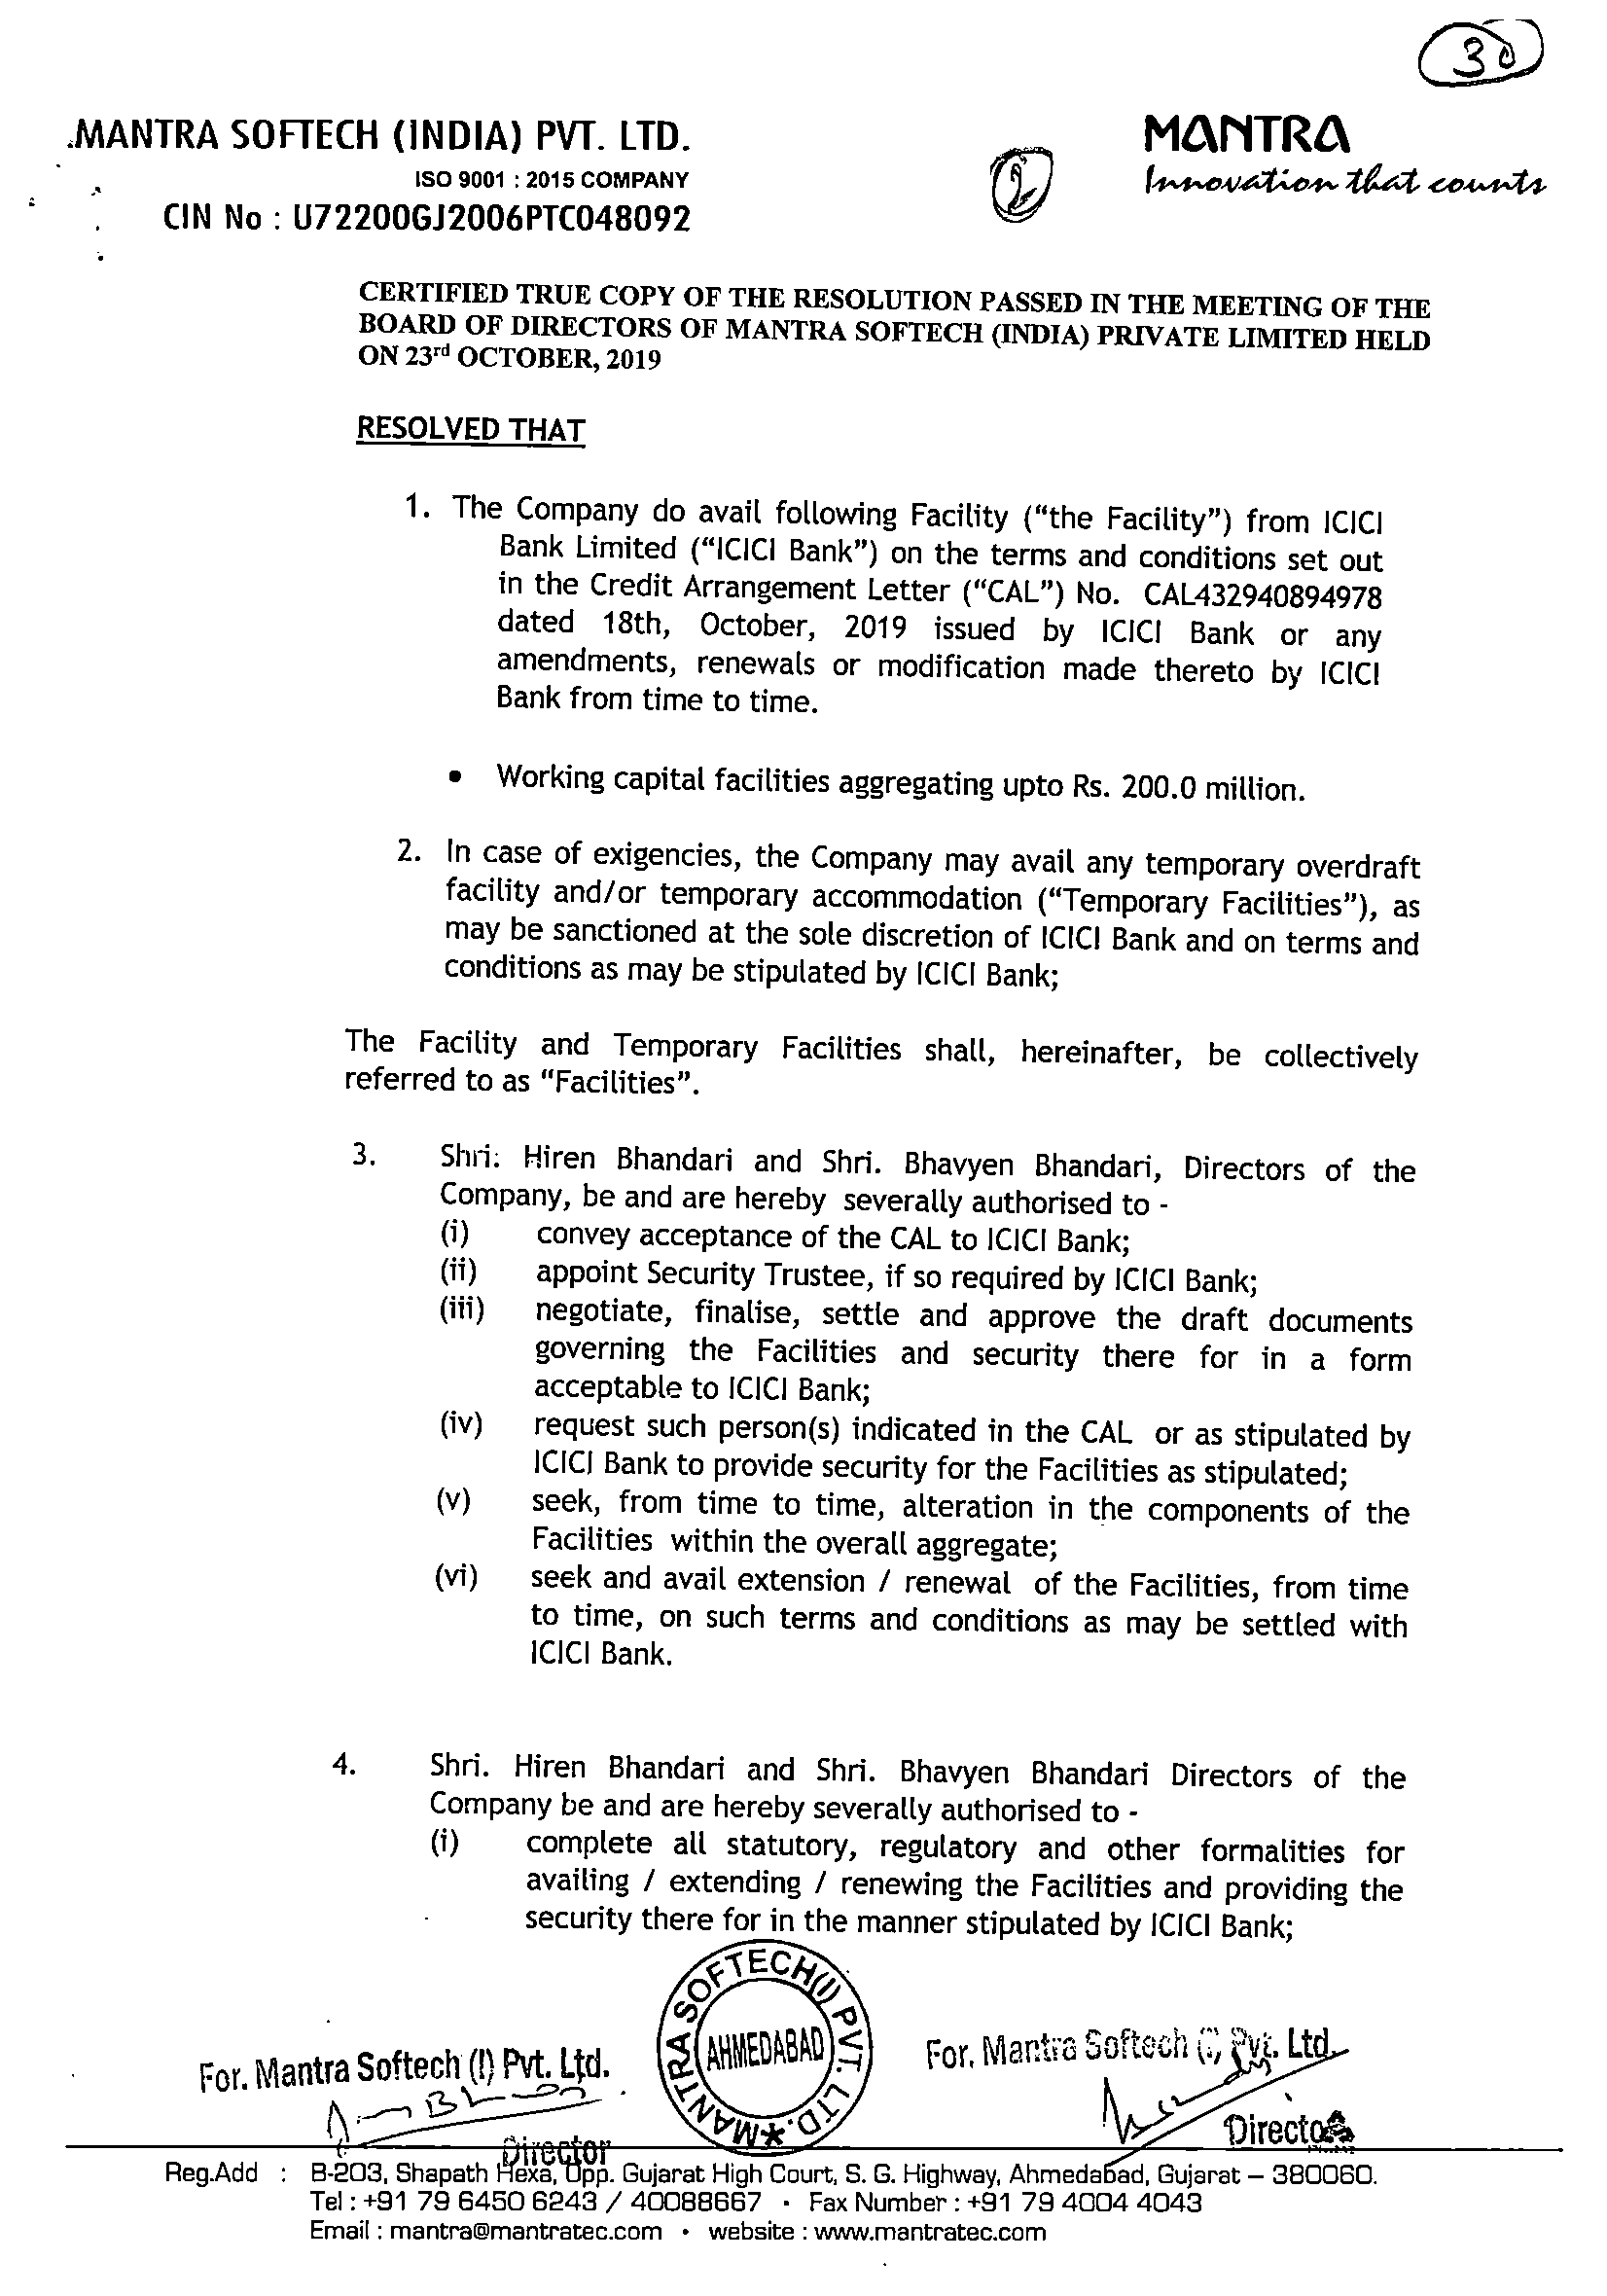 30
.MANTRA SOFTECH (INDIA) PVT. LTD.
ISO 9001 : 2015 COMPANY
CIN No : U72200GJ2006PTC048092
2
MANTRA
Innovation that counts
CERTIFIED TRUE COPY OF THE RESOLUTION PASSED IN THE MEETING OF THE
BOARD OF DIRECTORS OF MANTRA SOFTECH (INDIA) PRIVATE LIMITED HELD
ON 23rd OCTOBER, 2019
RESOLVED THAT
1. The Company do avail following Facility (“the Facility”) from ICICI
Bank Limited (“ICICI Bank”) on the terms and conditions set out
in the Credit Arrangement Letter (“CAL”) No. CAL432940894978
dated 18th, October, 2019 issued by ICICI Bank or any
amendments, renewals or modification made thereto by ICICI
Bank from time to time.
• Working capital facilities aggregating upto Rs. 200.0 million.
2. In case of exigencies, the Company may avail any temporary overdraft
facility and/or temporary accommodation (“Temporary Facilities”), as
may be sanctioned at the sole discretion of ICICI Bank and on terms and
conditions as may be stipulated by ICICI Bank;
The Facility and Temporary Facilities shall, hereinafter, be collectively
referred to as “Facilities”.
3. Shri. Hiren Bhandari and Shri. Bhavyen Bhandari, Directors of the
Company, be and are hereby severally authorised to -
(i) convey acceptance of the CAL to ICICI Bank;
(ii) appoint Security Trustee, if so required by ICICI Bank;
(iii) negotiate, finalise, settle and approve the draft documents
governing the Facilities and security there for in a form
acceptable to ICICI Bank;
(iv) request such person(s) indicated in the CAL or as stipulated by
ICICI Bank to provide security for the Facilities as stipulated;
(v) seek, from time to time, alteration in the components of the
Facilities within the overall aggregate;
(vi) seek and avail extension / renewal of the Facilities, from time
to time, on such terms and conditions as may be settled with
ICICI Bank.
4. Shri. Hiren Bhandari and Shri. Bhavyen Bhandari Directors of the
Company be and are hereby severally authorised to -
(i) complete all statutory, regulatory and other formalities for
availing / extending / renewing the Facilities and providing the
security there for in the manner stipulated by ICICI Bank;
For. Mantra Softech (I) Pvt. Ltd.
Director
MANTRA SOFTECH(I) PVT. LTD.*
AHMEDABAD
For. Mantra Softech (I) Pvt. Ltd.
Director
Reg.Add : B-203, Shapath Hexa, Opp. Gujarat High Court, S. G. Highway, Ahmedabad, Gujarat – 380060.
Tel : +91 79 6450 6243 / 40088667 • Fax Number : +91 79 4004 4043
Email : mantra@mantratec.com • website : www.mantratec.com